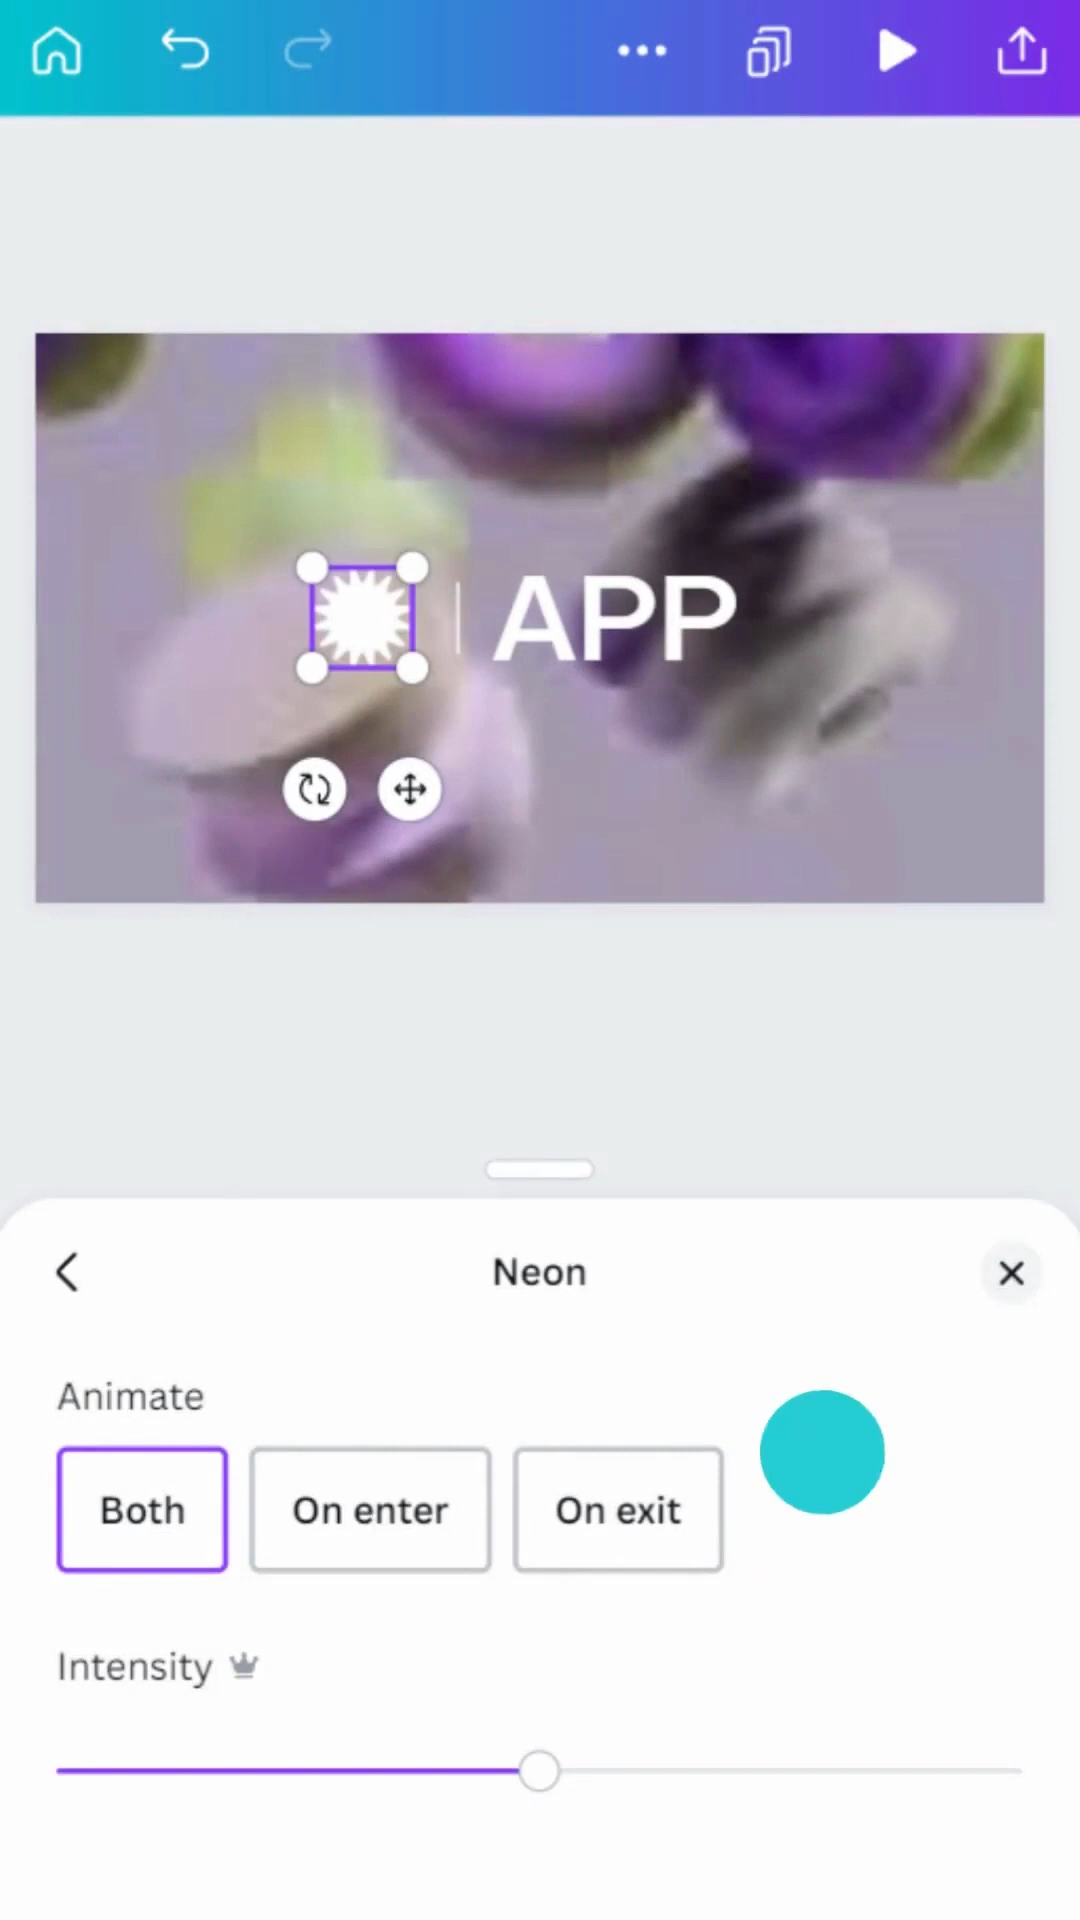 APP
Neon
Animate
Both
On enter
On exit
Intensity